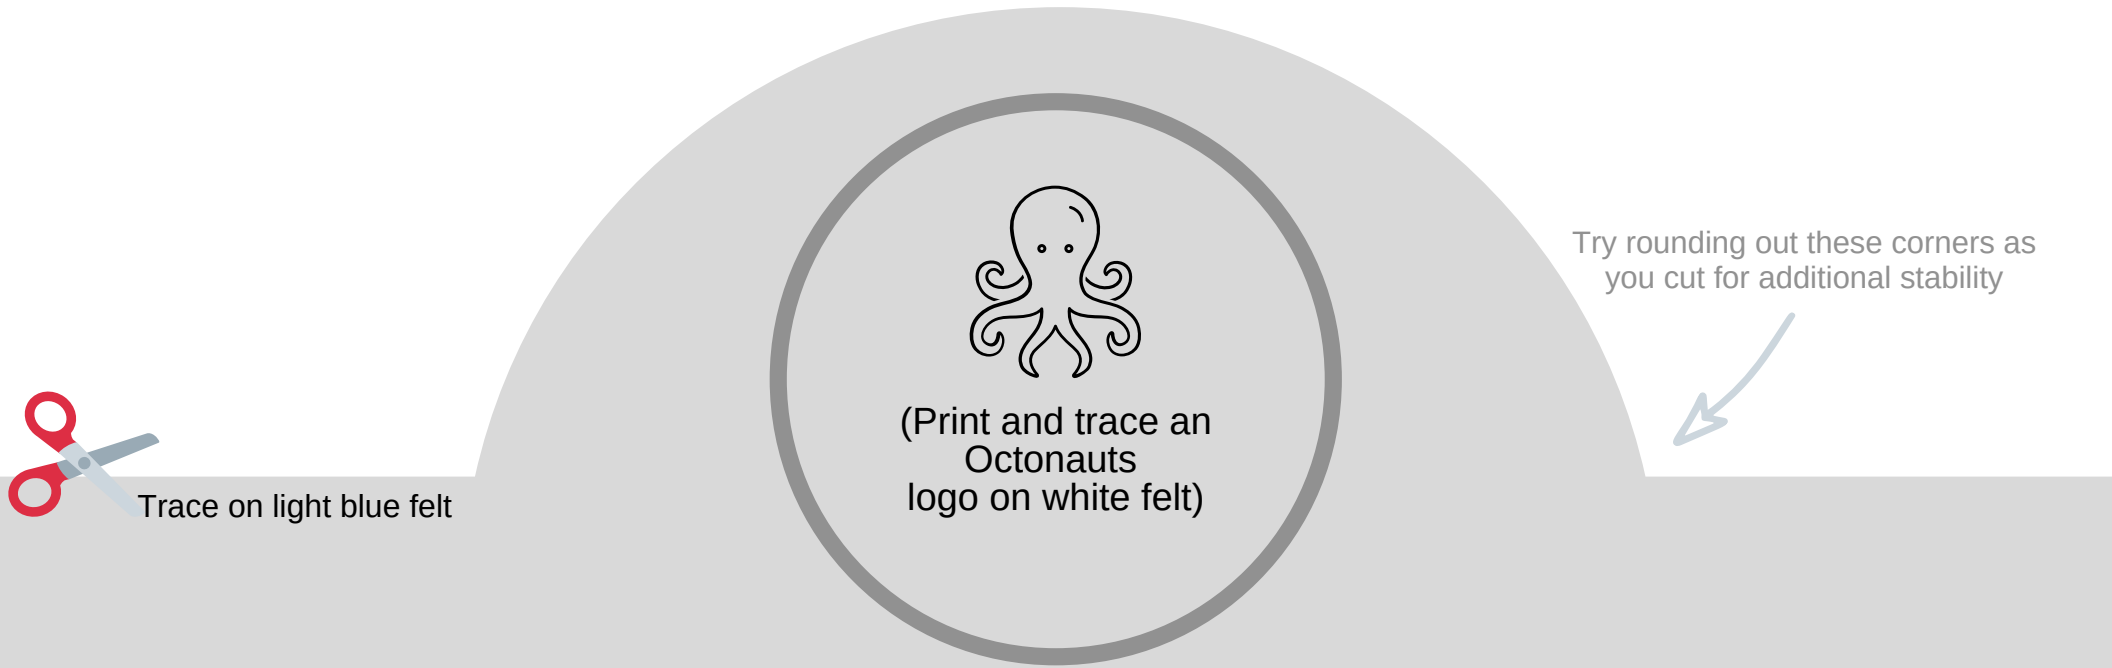 Try rounding out these corners as
you cut for additional stability
(Print and trace an
Octonauts
logo on white felt)
Trace on light blue felt